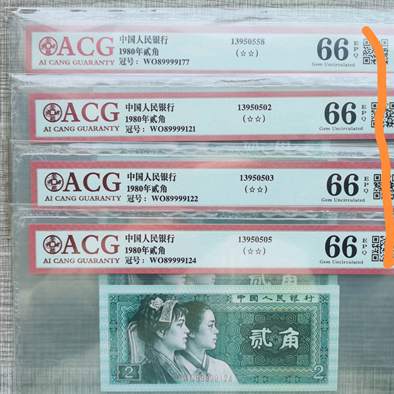 ACG
AI CANG GUARANTY
中国人民银行
1980年贰角
冠号: WO89999177
13950558
(☆☆)
66
EPQ
Gem Uncirculated
ACG
AI CANG GUARANTY
中国人民银行
1980年贰角
冠号: WO89999121
13950502
(☆☆)
66
EPQ
Gem Uncirculated
ACG
AI CANG GUARANTY
中国人民银行
1980年贰角
冠号: WO89999122
13950503
(☆☆)
66
EPQ
Gem Uncirculated
ACG
AI CANG GUARANTY
中国人民银行
1980年贰角
冠号: WO89999124
13950505
(☆☆)
66
EPQ
Gem Uncirculated
贰角
中国人民银行
贰角
2
2